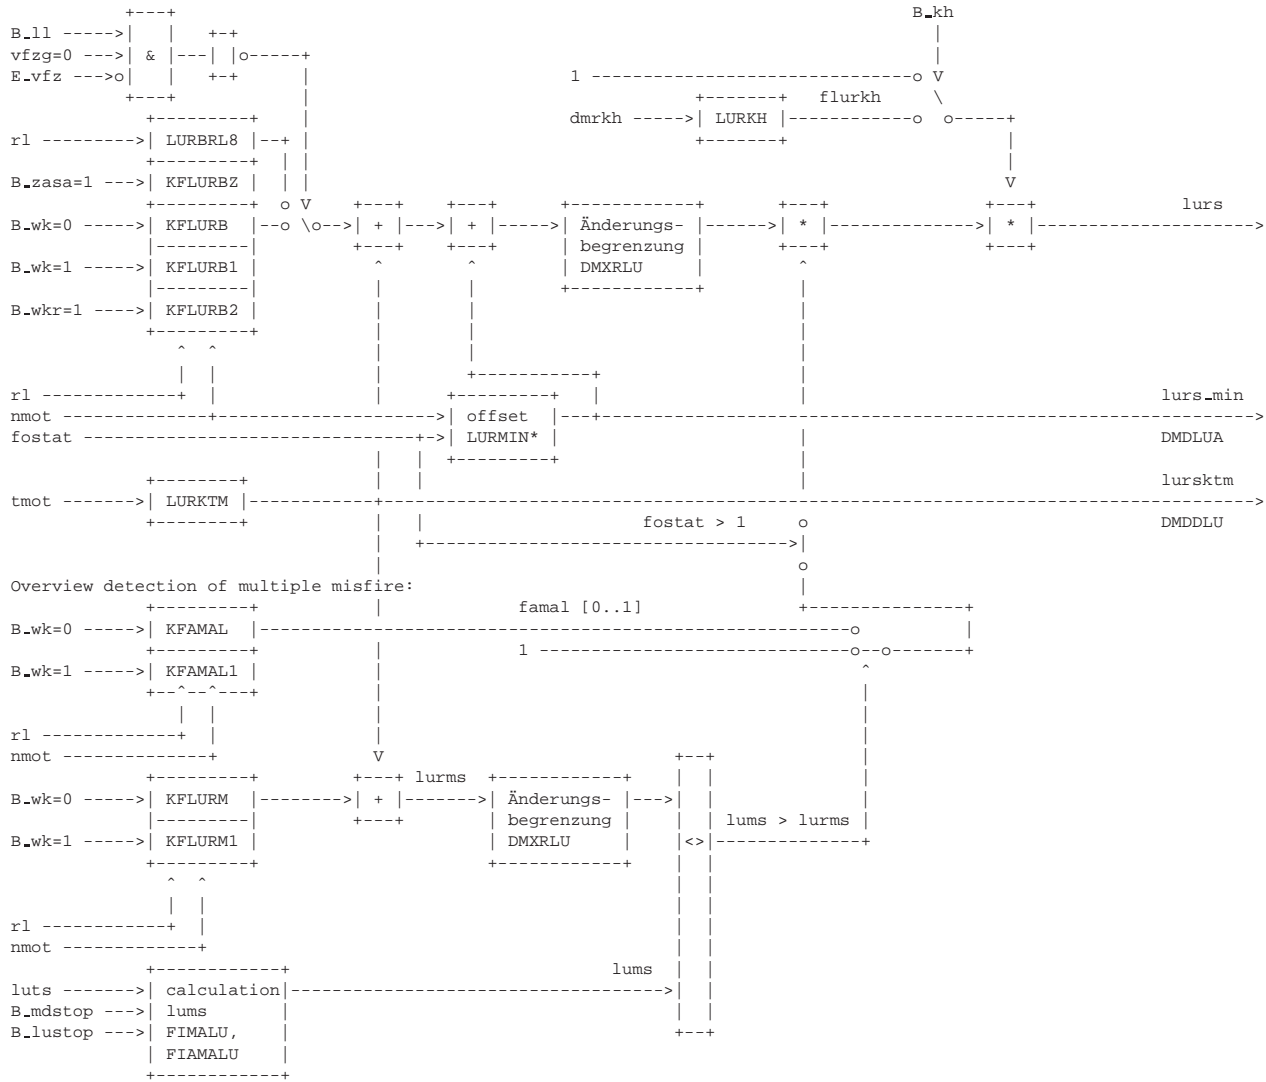 B_kh
B_ll ----->| | +-+
vfzg=0 --->| & |---| |o-----+
E_vfz --->o| | +-+
1 ------------------------------o V
flurkh
dmrkh ----->| LURKH |------------o o-----+
rl --------->| LURBRL8 |--+
B_zasa=1 --->| KFLURBZ |
B_wk=0 ----->| KFLURB |--o \o-->| + |--->| + |----->| Änderungs- |------>| * |-------------->| * |--------------------->
lurs
| begrenzung
B_wk=1 ----->| KFLURB1 | | DMXRLU |
B_wkr=1 ---->| KFLURB2 |
rl -------------+
lurs_min
nmot ---------------+--------------------->| offset |---+--------------------------------------------------------------->
fostat --------------------------------+->| LURMIN* |
DMDLUA
lursktm
tmot ------->| LURKTM |------------+------------------------------------------------------------------------------------->
fostat > 1 o
DMDDLU
Overview detection of multiple misfire:
famal [0..1]
B_wk=0 ----->| KFAMAL |---------------------------------------------------------o
1 ------------------------------o--o-------+
B_wk=1 ----->| KFAMAL1 |
rl -------------+
nmot --------------+
lurms
B_wk=0 ----->| KFLURM |-------->| + |------->| Änderungs- |--->|
| begrenzung | lums > lurms
B_wk=1 ----->| KFLURM1 | | DMXRLU | |<>|--------------+
rl ------------+
nmot -------------+
lums
luts ------->| calculation|------------------------------------>|
B_mdstop --->| lums |
B_lustop --->| FIMALU, |
| FIAMALU |